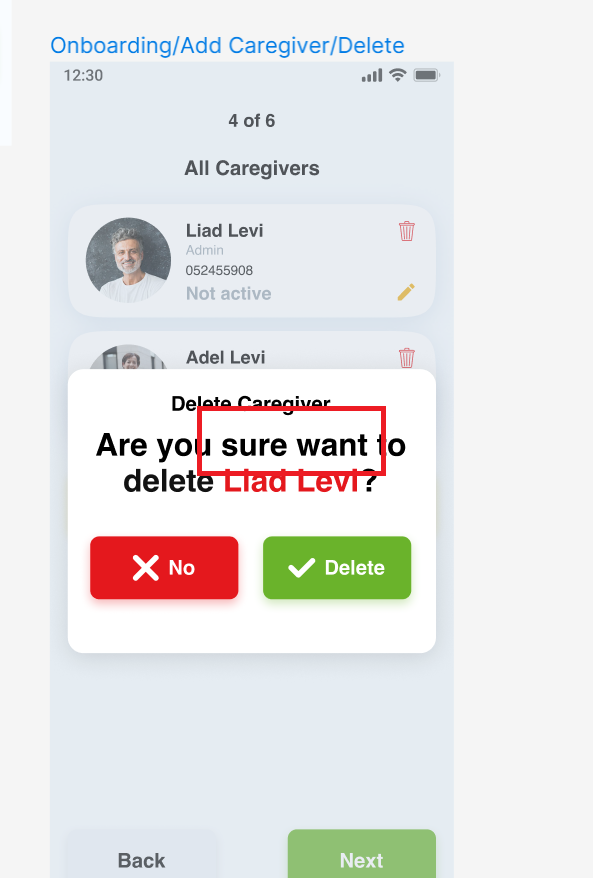 Onboarding/Add Caregiver/Delete
12:30
4 of 6
All Caregivers
Liad Levi
Admin
052455908
Not active
Adel Levi
Delete Caregiver
Are you sure want to
delete Liad Levi?
No
Delete
Back
Next